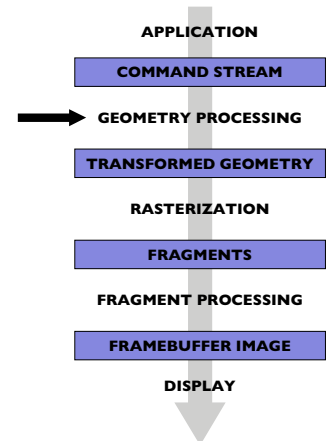 APPLICATION
COMMAND STREAM
GEOMETRY PROCESSING
TRANSFORMED GEOMETRY
RASTERIZATION
FRAGMENTS
FRAGMENT PROCESSING
FRAMEBUFFER IMAGE
DISPLAY